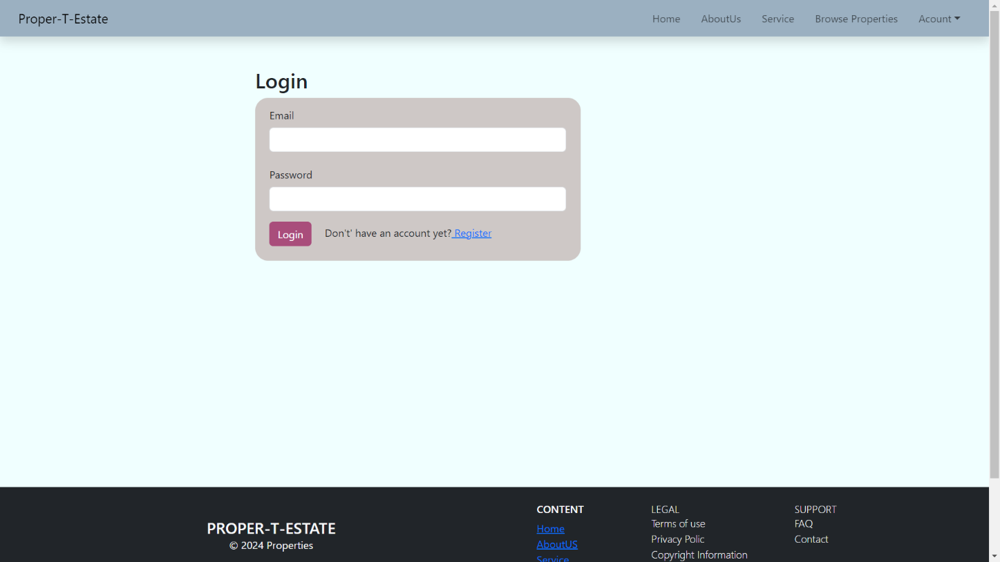 Proper-T-Estate Home AboutUs Service Browse Properties Acount
Login
Email
Password
Login Don't' have an account yet? Register
CONTENT LEGAL SUPPORT
PROPER-T-ESTATE Home Terms of use FAQ
© 2024 Properties AboutUS Privacy Polic Contact
Service Copyright Information